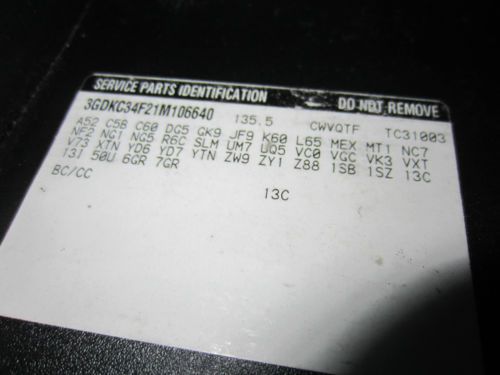 SERVICE PARTS IDENTIFICATION DO NOT REMOVE
3GDKC34F21M106640 135.5 CWVQTF TC31003
A52 C5B C60 DG5 GK9 JF9 K60 L65 MEX MT1 NC7
NF2 NG1 NG5 R6C SLM UM7 UQ5 VC0 VGC VK3 VXT
V73 XTN YD6 YD7 YTN ZW9 ZY1 Z88 1SB 1SZ 13C
13I 50U 6GR 7GR
BC/CC 13C